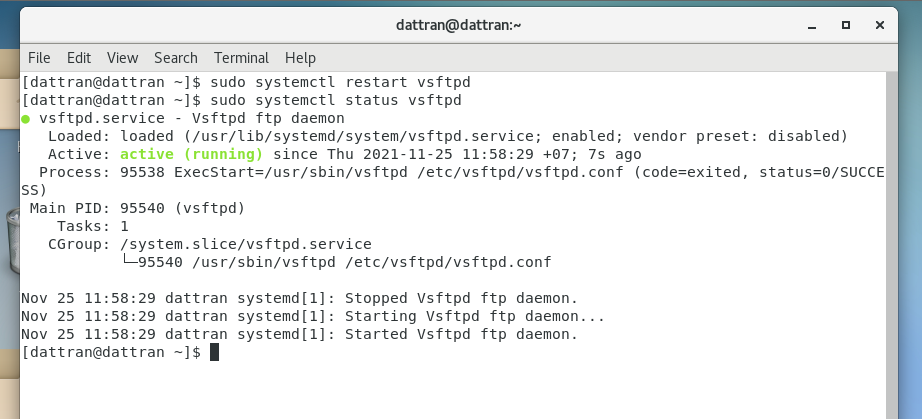 dattran@dattran:~
File Edit View Search Terminal Help
[dattran@dattran ~]$ sudo systemctl restart vsftpd
[dattran@dattran ~]$ sudo systemctl status vsftpd
● vsftpd.service - Vsftpd ftp daemon
   Loaded: loaded (/usr/lib/systemd/system/vsftpd.service; enabled; vendor preset: disabled)
   Active: active (running) since Thu 2021-11-25 11:58:29 +07; 7s ago
  Process: 95538 ExecStart=/usr/sbin/vsftpd /etc/vsftpd/vsftpd.conf (code=exited, status=0/SUCCE
SS)
 Main PID: 95540 (vsftpd)
    Tasks: 1
   CGroup: /system.slice/vsftpd.service
           └─95540 /usr/sbin/vsftpd /etc/vsftpd/vsftpd.conf
Nov 25 11:58:29 dattran systemd[1]: Stopped Vsftpd ftp daemon.
Nov 25 11:58:29 dattran systemd[1]: Starting Vsftpd ftp daemon...
Nov 25 11:58:29 dattran systemd[1]: Started Vsftpd ftp daemon.
[dattran@dattran ~]$